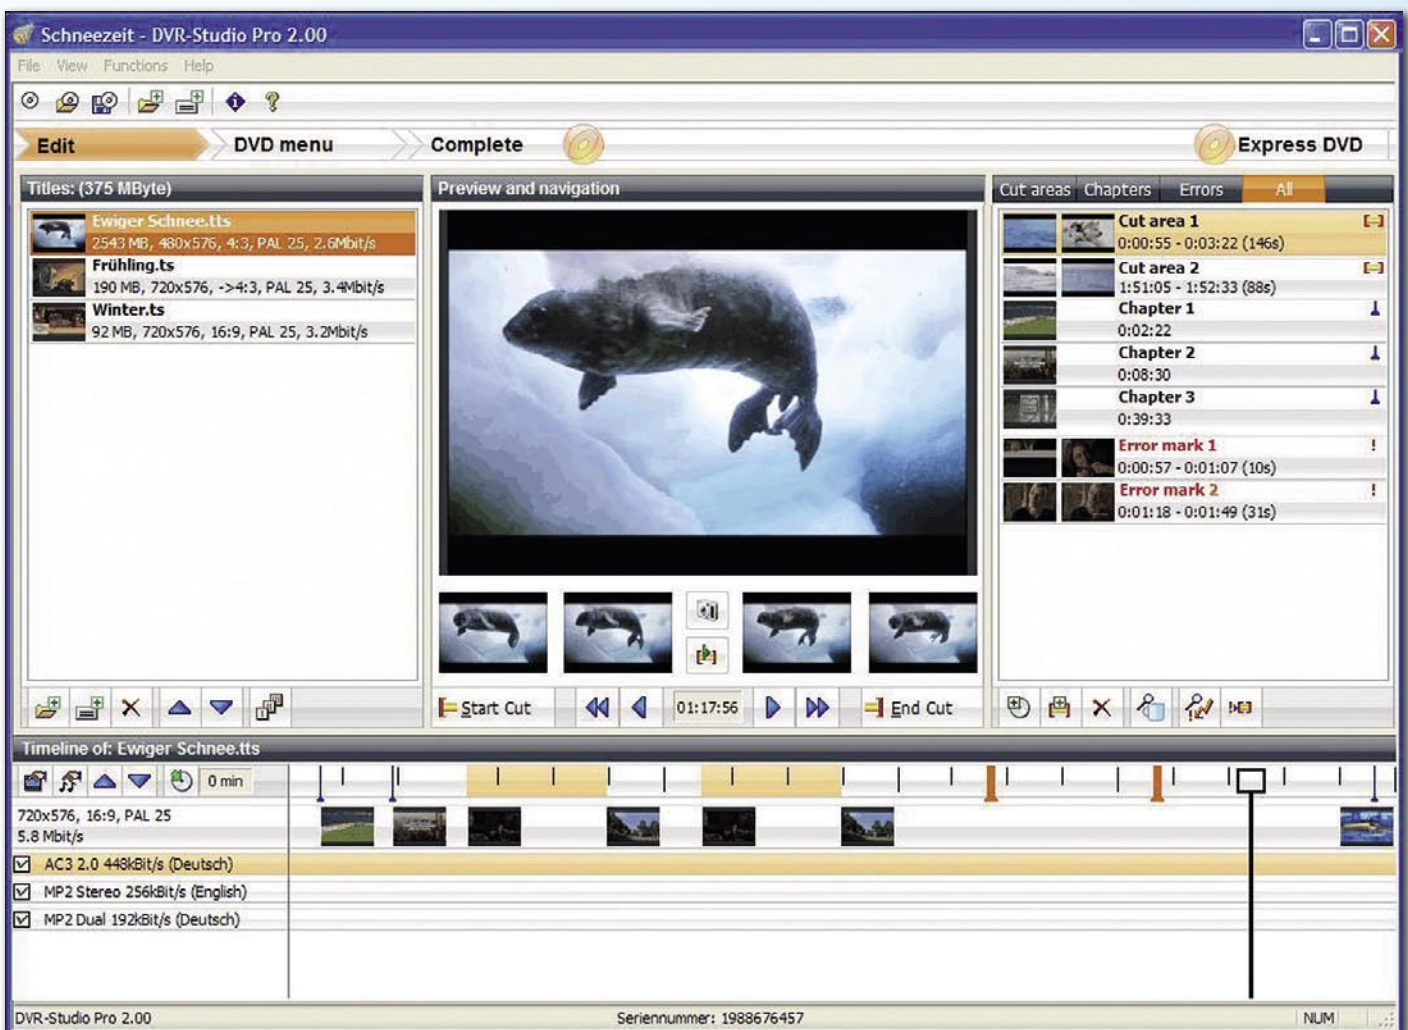 Schneezeit - DVR-Studio Pro 2.00
File View Functions Help
Edit
DVD menu
Complete
Express DVD
Titles: (375 MByte)
Ewiger Schnee.tts
2543 MB, 480x576, 4:3, PAL 25, 2.6Mbit/s
Frühling.ts
190 MB, 720x576, ->4:3, PAL 25, 3.4Mbit/s
Winter.ts
92 MB, 720x576, 16:9, PAL 25, 3.2Mbit/s
Preview and navigation
Start Cut
01:17:56
End Cut
Cut areas Chapters Errors All
Cut area 1
0:00:55 - 0:03:22 (146s)
Cut area 2
1:51:05 - 1:52:33 (88s)
Chapter 1
0:02:22
Chapter 2
0:08:30
Chapter 3
0:39:33
Error mark 1
0:00:57 - 0:01:07 (10s)
Error mark 2
0:01:18 - 0:01:49 (31s)
Timeline of: Ewiger Schnee.tts
0 min
720x576, 16:9, PAL 25
5.8 Mbit/s
AC3 2.0 448kBit/s (Deutsch)
MP2 Stereo 256kBit/s (English)
MP2 Dual 192kBit/s (Deutsch)
DVR-Studio Pro 2.00
Seriennummer: 1988676457
NUM